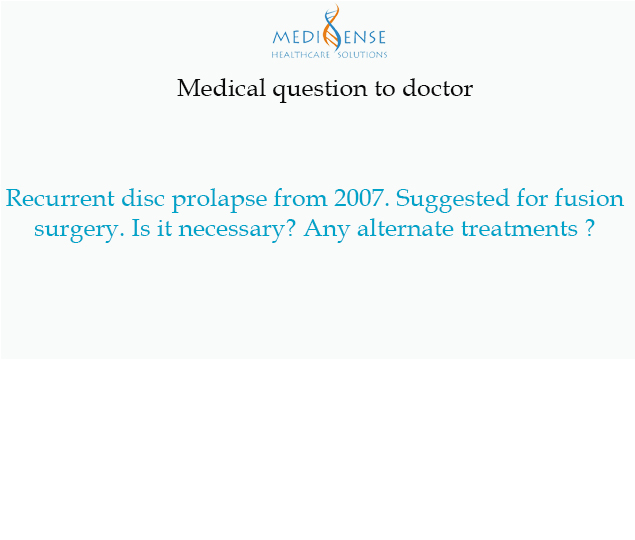 MEDISENSE
HEALTHCARE SOLUTIONS
Medical question to doctor
Recurrent disc prolapse from 2007. Suggested for fusion
surgery. Is it necessary? Any alternate treatments ?